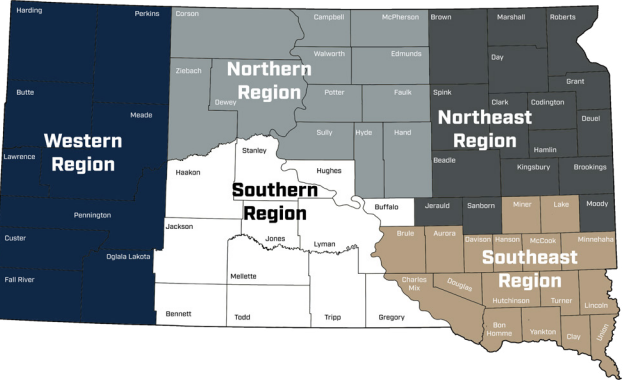 Harding
Perkins
Corson
Campbell
McPherson
Brown
Marshall
Roberts
Walworth
Edmunds
Day
Ziebach
Northern
Region
Dewey
Potter
Faulk
Spink
Grant
Clark
Codington
Northeast
Region
Deuel
Butte
Meade
Western
Region
Sully
Hyde
Hand
Hamlin
Stanley
Beadle
Kingsbury
Brookings
Lawrence
Haakon
Hughes
Southern
Region
Buffalo
Jerauld
Sanborn
Miner
Lake
Moody
Pennington
Jackson
Jones
Lyman
Brule
Aurora
Davison
Hanson
McCook
Minnehaha
Southeast
Region
Custer
Oglala Lakota
Fall River
Mellette
Charles
Mix
Douglas
Hutchinson
Turner
Lincoln
Bennett
Todd
Tripp
Gregory
Bon
Homme
Yankton
Clay
Union